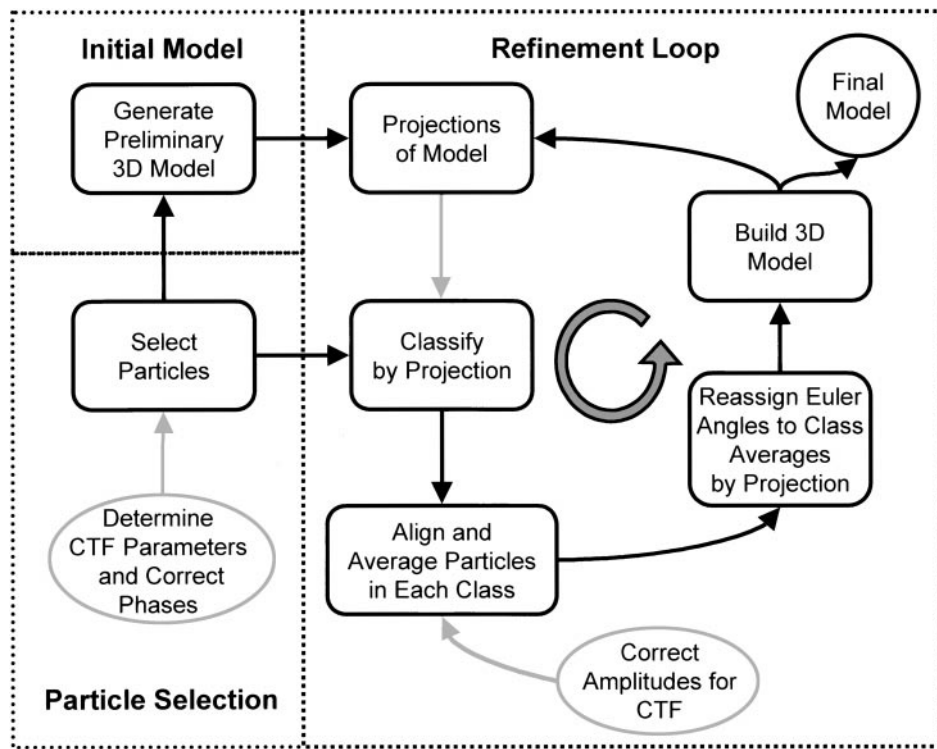 Initial Model
Generate
Preliminary
3D Model
Select
Particles
Determine
CTF Parameters
and Correct
Phases
Particle Selection
Refinement Loop
Projections
of Model
Classify
by Projection
Align and
Average Particles
in Each Class
Correct
Amplitudes for
CTF
Reassign Euler
Angles to Class
Averages
by Projection
Build 3D
Model
Final
Model